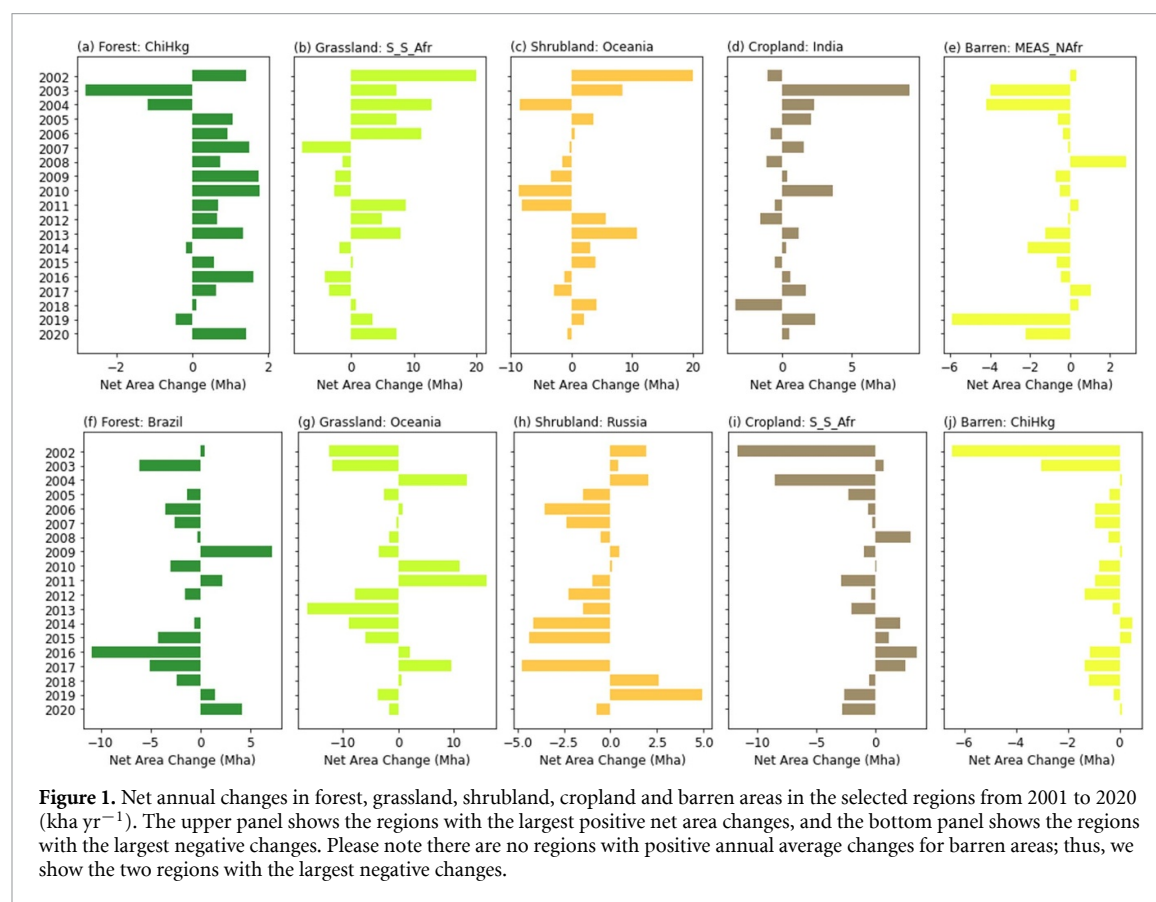 (a) Forest: ChiHkg
(b) Grassland: S_S_Afr
(c) Shrubland: Oceania
(d) Cropland: India
(e) Barren: MEAS_NAfr
2002
2003
2004
2005
2006
2007
2008
2009
2010
2011
2012
2013
2014
2015
2016
2017
2018
2019
2020
−2 0 2
0 10 20
−10 0 10 20
0 5
−6 −4 −2 0 2
Net Area Change (Mha)
Net Area Change (Mha)
Net Area Change (Mha)
Net Area Change (Mha)
Net Area Change (Mha)
(f) Forest: Brazil
(g) Grassland: Oceania
(h) Shrubland: Russia
(i) Cropland: S_S_Afr
(j) Barren: ChiHkg
2002
2003
2004
2005
2006
2007
2008
2009
2010
2011
2012
2013
2014
2015
2016
2017
2018
2019
2020
−10 −5 0 5
−10 0 10
−5.0 −2.5 0.0 2.5 5.0
−10 −5 0
−6 −4 −2 0
Net Area Change (Mha)
Net Area Change (Mha)
Net Area Change (Mha)
Net Area Change (Mha)
Net Area Change (Mha)
Figure 1. Net annual changes in forest, grassland, shrubland, cropland and barren areas in the selected regions from 2001 to 2020
(kha yr−1). The upper panel shows the regions with the largest positive net area changes, and the bottom panel shows the regions
with the largest negative changes. Please note there are no regions with positive annual average changes for barren areas; thus, we
show the two regions with the largest negative changes.